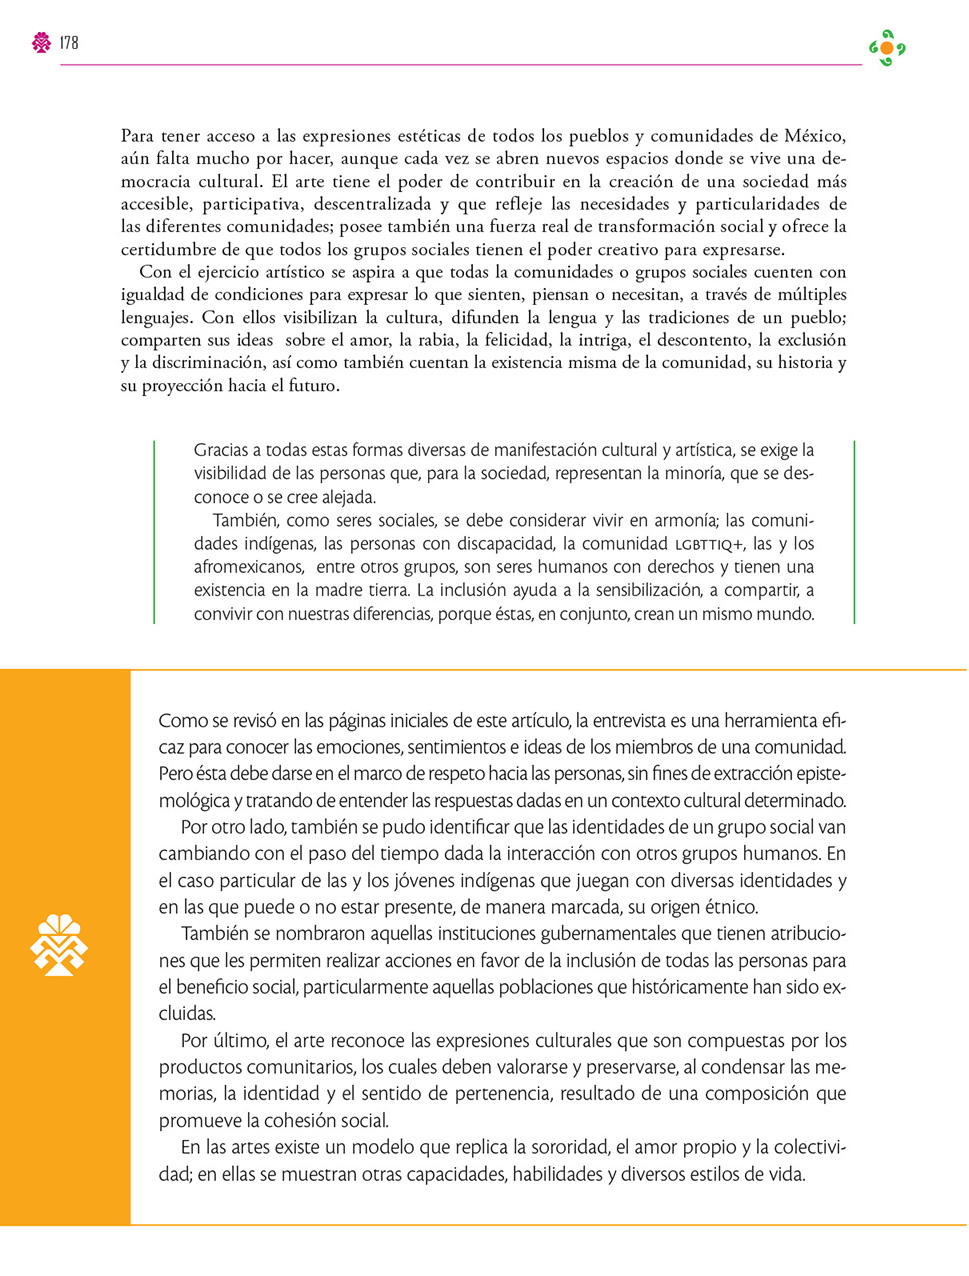 178
Para tener acceso a las expresiones estéticas de todos los pueblos y comunidades de México,
aún falta mucho por hacer, aunque cada vez se abren nuevos espacios donde se vive una de-
mocracia cultural. El arte tiene el poder de contribuir en la creación de una sociedad más
accesible, participativa, descentralizada y que refleje las necesidades y particularidades de
las diferentes comunidades; posee también una fuerza real de transformación social y ofrece la
certidumbre de que todos los grupos sociales tienen el poder creativo para expresarse.
Con el ejercicio artístico se aspira a que todas la comunidades o grupos sociales cuenten con
igualdad de condiciones para expresar lo que sienten, piensan o necesitan, a través de múltiples
lenguajes. Con ellos visibilizan la cultura, difunden la lengua y las tradiciones de un pueblo;
comparten sus ideas sobre el amor, la rabia, la felicidad, la intriga, el descontento, la exclusión
y la discriminación, así como también cuentan la existencia misma de la comunidad, su historia y
su proyección hacia el futuro.
Gracias a todas estas formas diversas de manifestación cultural y artística, se exige la
visibilidad de las personas que, para la sociedad, representan la minoría, que se des-
conoce o se cree alejada.
También, como seres sociales, se debe considerar vivir en armonía; las comuni-
dades indígenas, las personas con discapacidad, la comunidad LGBTTIQ+, las y los
afromexicanos, entre otros grupos, son seres humanos con derechos y tienen una
existencia en la madre tierra. La inclusión ayuda a la sensibilización, a compartir, a
convivir con nuestras diferencias, porque éstas, en conjunto, crean un mismo mundo.
Como se revisó en las páginas iniciales de este artículo, la entrevista es una herramienta efi-
caz para conocer las emociones, sentimientos e ideas de los miembros de una comunidad.
Pero ésta debe darse en el marco de respeto hacia las personas, sin fines de extracción episte-
mológica y tratando de entender las respuestas dadas en un contexto cultural determinado.
Por otro lado, también se pudo identificar que las identidades de un grupo social van
cambiando con el paso del tiempo dada la interacción con otros grupos humanos. En
el caso particular de las y los jóvenes indígenas que juegan con diversas identidades y
en las que puede o no estar presente, de manera marcada, su origen étnico.
También se nombraron aquellas instituciones gubernamentales que tienen atribucio-
nes que les permiten realizar acciones en favor de la inclusión de todas las personas para
el beneficio social, particularmente aquellas poblaciones que históricamente han sido ex-
cluidas.
Por último, el arte reconoce las expresiones culturales que son compuestas por los
productos comunitarios, los cuales deben valorarse y preservarse, al condensar las me-
morias, la identidad y el sentido de pertenencia, resultado de una composición que
promueve la cohesión social.
En las artes existe un modelo que replica la sororidad, el amor propio y la colectivi-
dad; en ellas se muestran otras capacidades, habilidades y diversos estilos de vida.